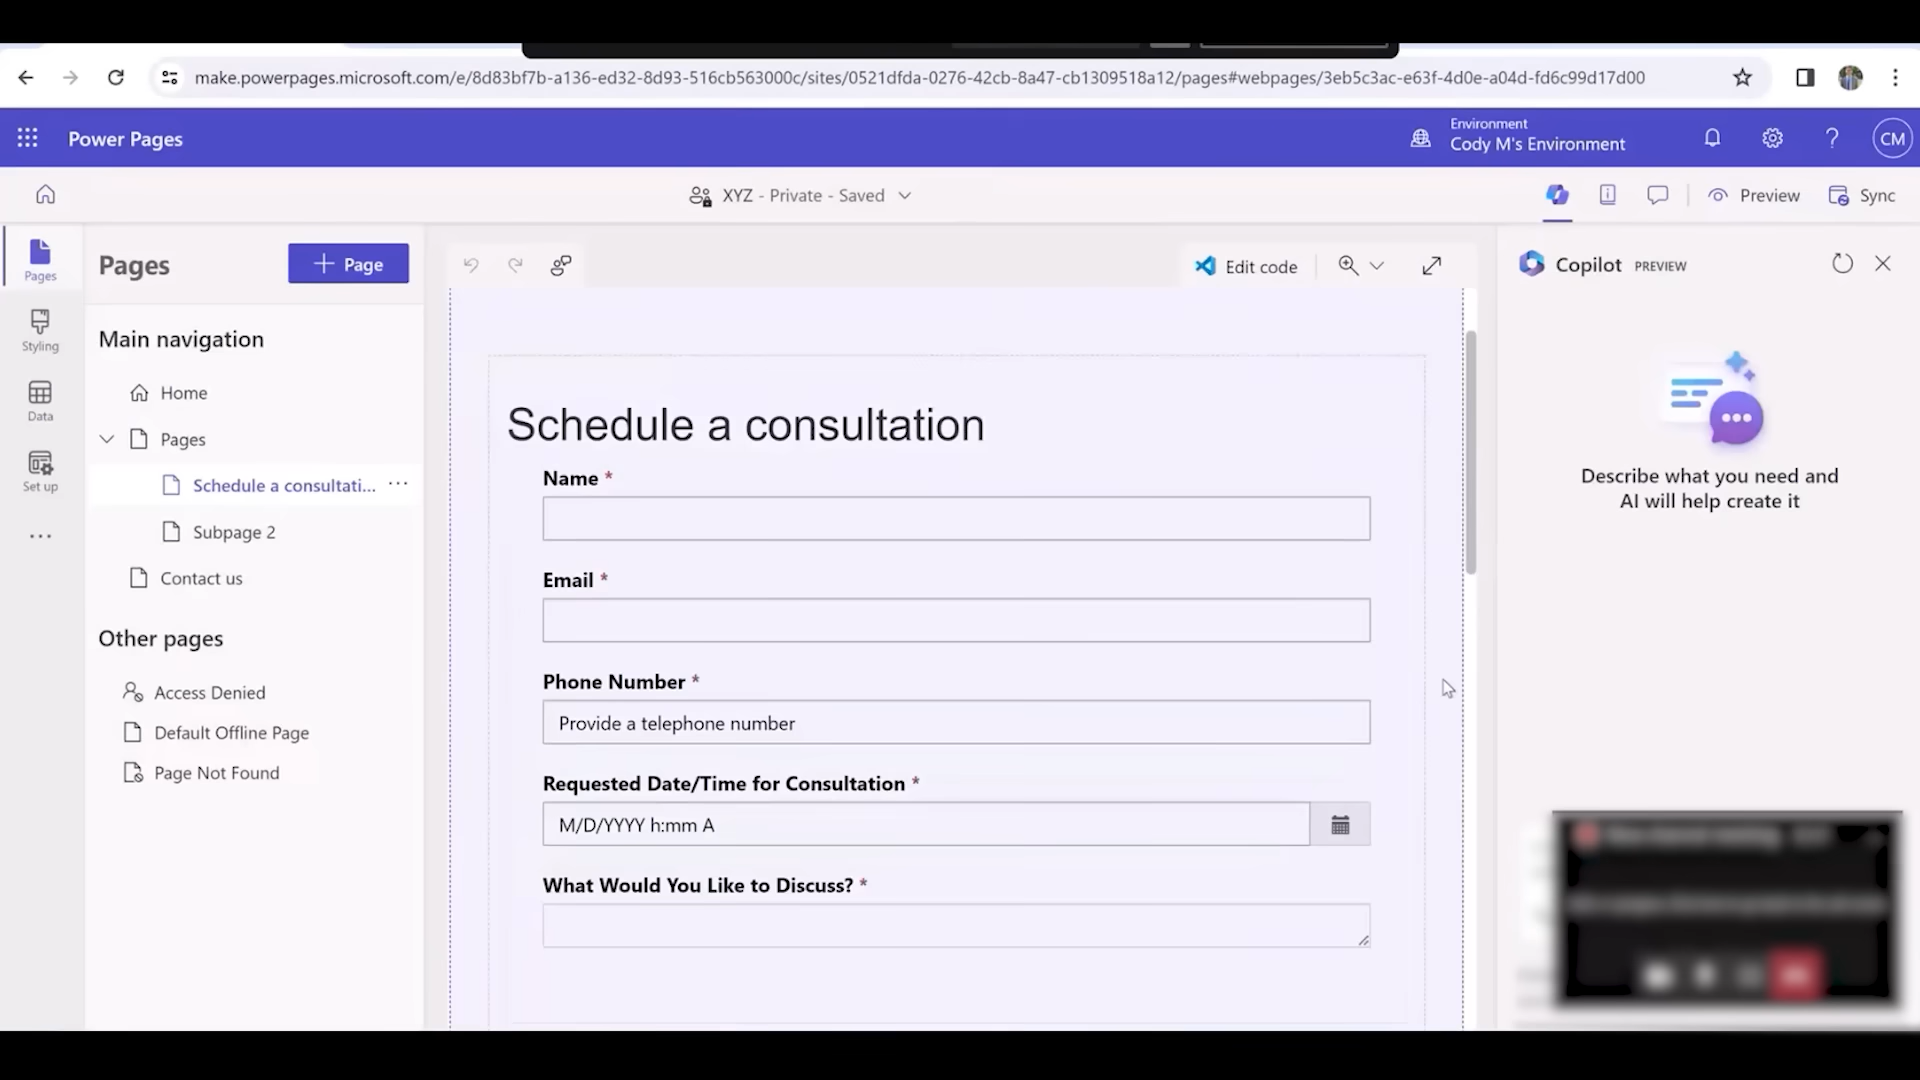 make.powerpages.microsoft.com/e/8d83bf7b-a136-ed32-8d93-516cb563000c/sites/0521dfda-0276-42cb-8a47-cb1309518a12/pages#webpages/3eb5c3ac-e63f-4d0e-a04d-fd6c99d17d00
Power Pages
Environment
Cody M's Environment
?
CM
XYZ - Private - Saved
Preview
Sync
Pages
Styling
Data
Set up
Pages
+ Page
Main navigation
Home
Pages
Schedule a consultati...
Subpage 2
Contact us
Other pages
Access Denied
Default Offline Page
Page Not Found
Edit code
Schedule a consultation
Name *
Email *
Phone Number *
Provide a telephone number
Requested Date/Time for Consultation *
M/D/YYYY h:mm A
What Would You Like to Discuss? *
Copilot PREVIEW
Describe what you need and
AI will help create it